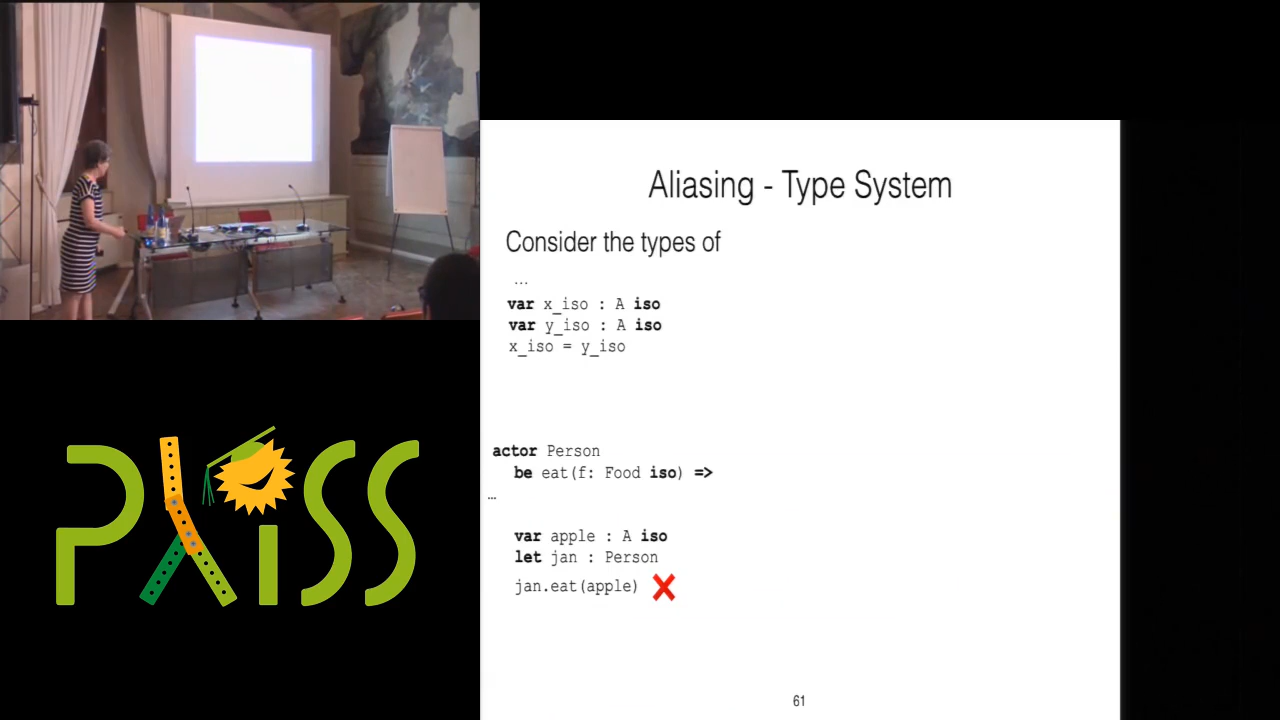 Aliasing - Type System
Consider the types of
...
var x_iso : A iso
var y_iso : A iso
x_iso = y_iso
actor Person
be eat(f: Food iso) =>
...
var apple : A iso
let jan : Person
jan.eat(apple)
61
PLISS